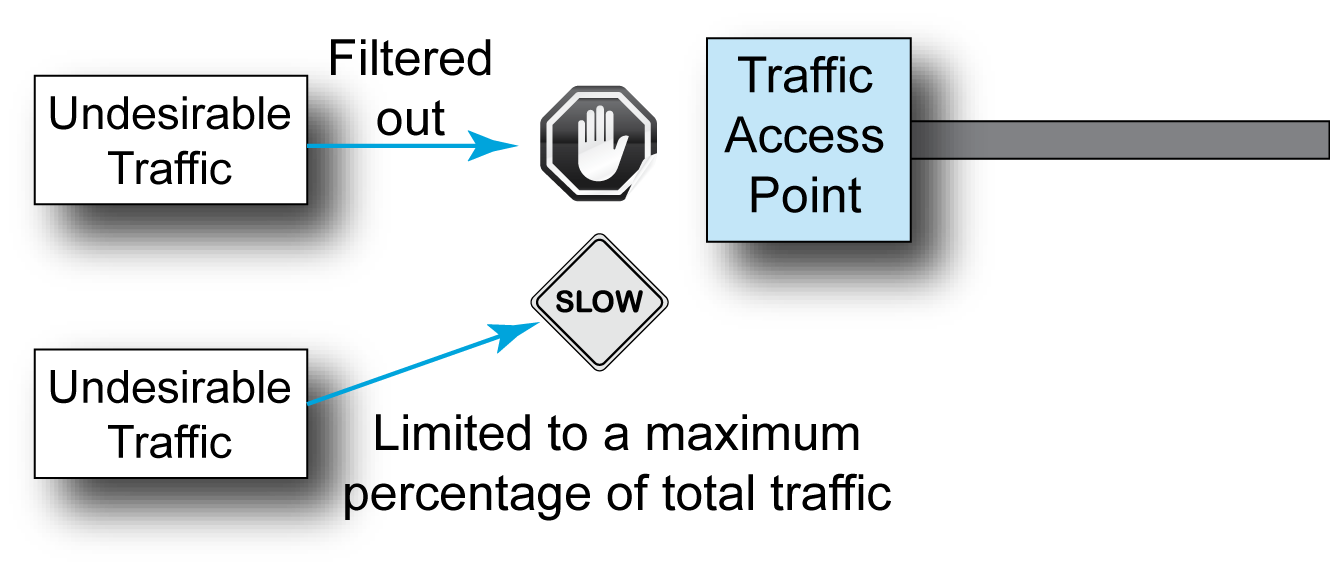 Undesirable
Traffic
Filtered
out
Traffic
Access
Point
SLOW
Undesirable
Traffic
Limited to a maximum
percentage of total traffic